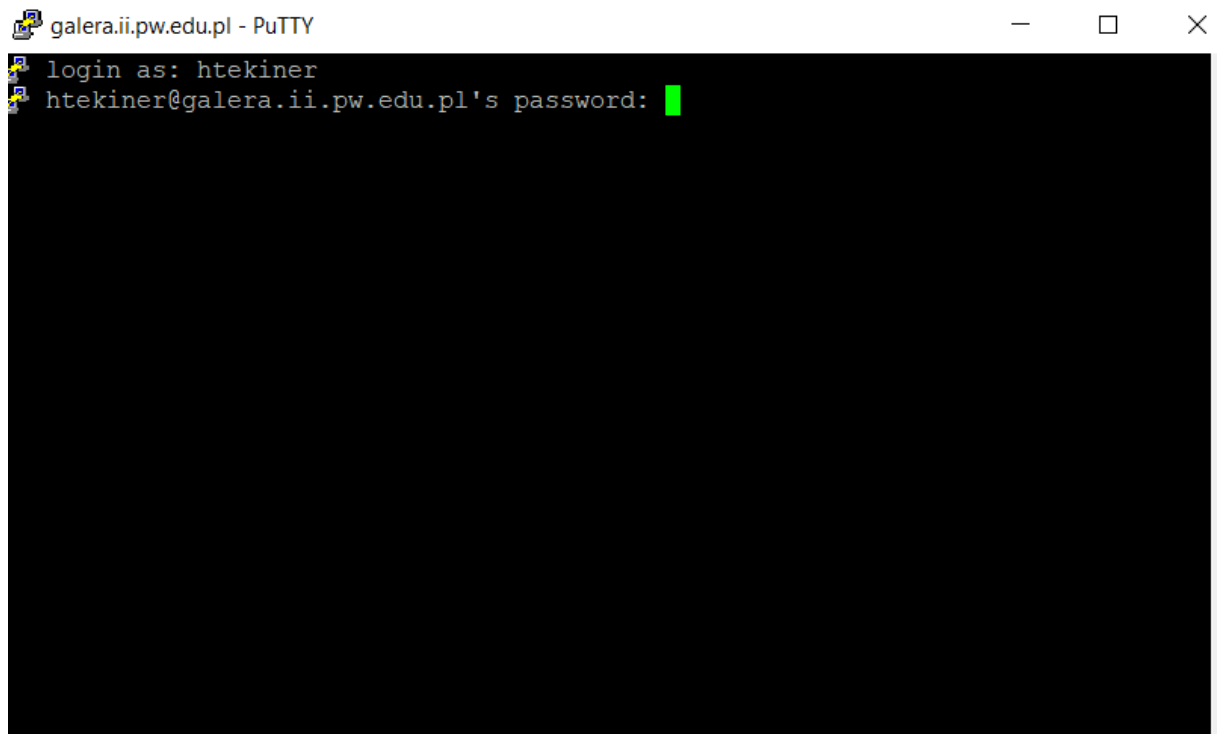 galera.ii.pw.edu.pl - PuTTY
login as: htekiner
htekiner@galera.ii.pw.edu.pl's password: